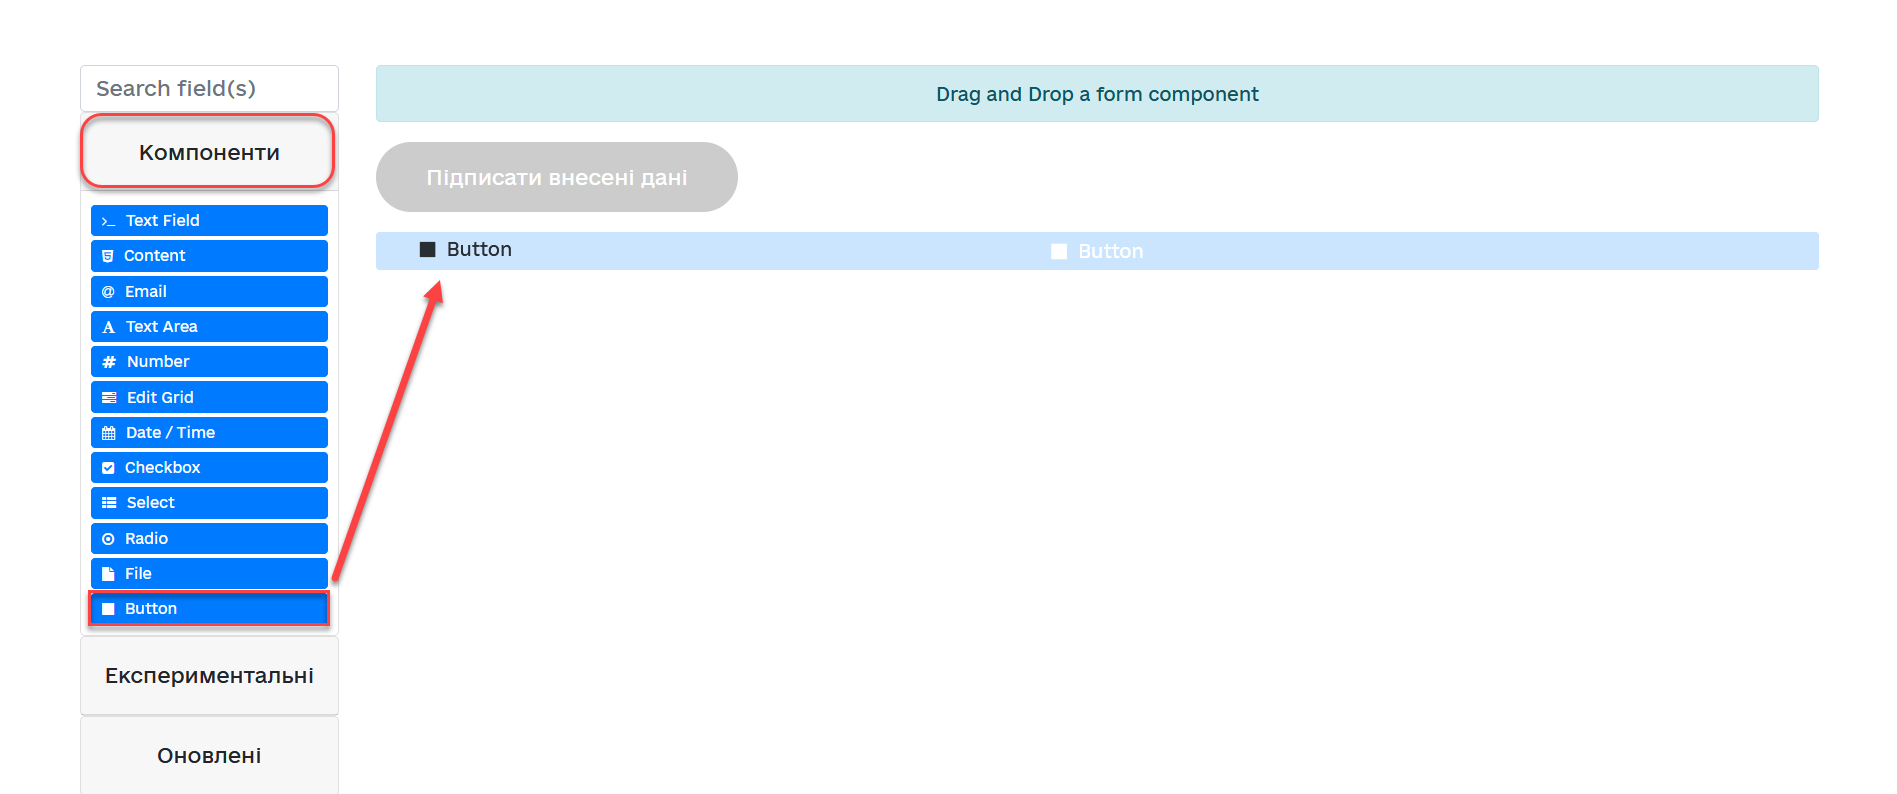 Search field(s)
Компоненти
Text Field
Content
Email
Text Area
Number
Edit Grid
Date / Time
Checkbox
Select
Radio
File
Button
Експериментальні
Оновлені
Drag and Drop a form component
Підписати внесені дані
Button
Button